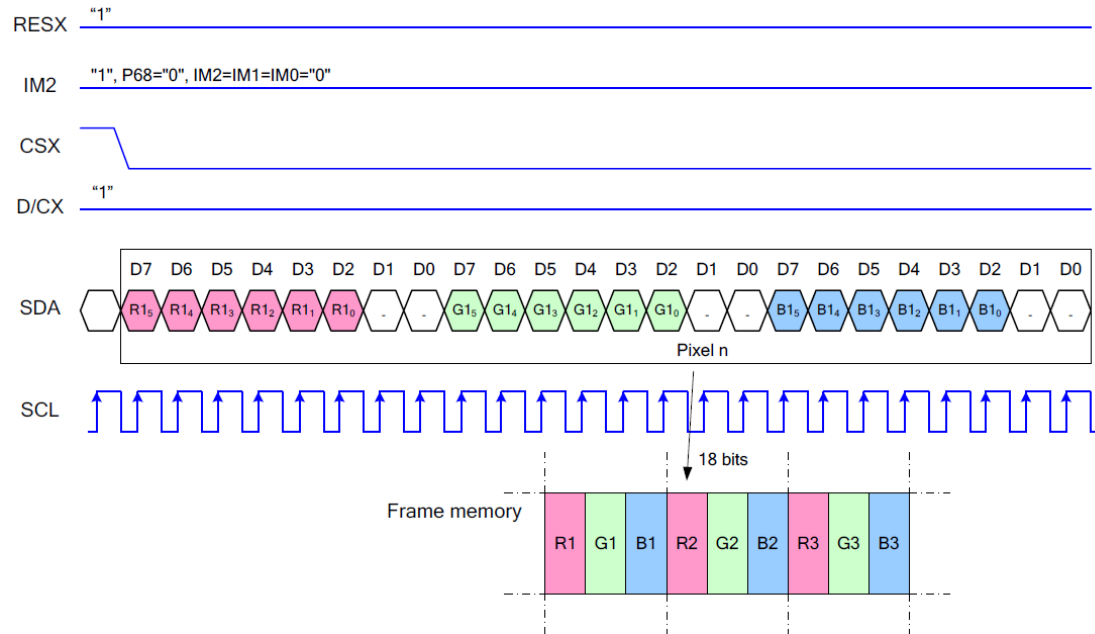 RESX “1”
IM2 "1", P68="0", IM2=IM1=IM0="0"
CSX
D/CX “1”
D7 D6 D5 D4 D3 D2 D1 D0 D7 D6 D5 D4 D3 D2 D1 D0 D7 D6 D5 D4 D3 D2 D1 D0
SDA R1₅ R1₄ R1₃ R1₂ R1₁ R1₀ - - G1₅ G1₄ G1₃ G1₂ G1₁ G1₀ - - B1₅ B1₄ B1₃ B1₂ B1₁ B1₀ - -
Pixel n
SCL
18 bits
Frame memory
R1 G1 B1 R2 G2 B2 R3 G3 B3